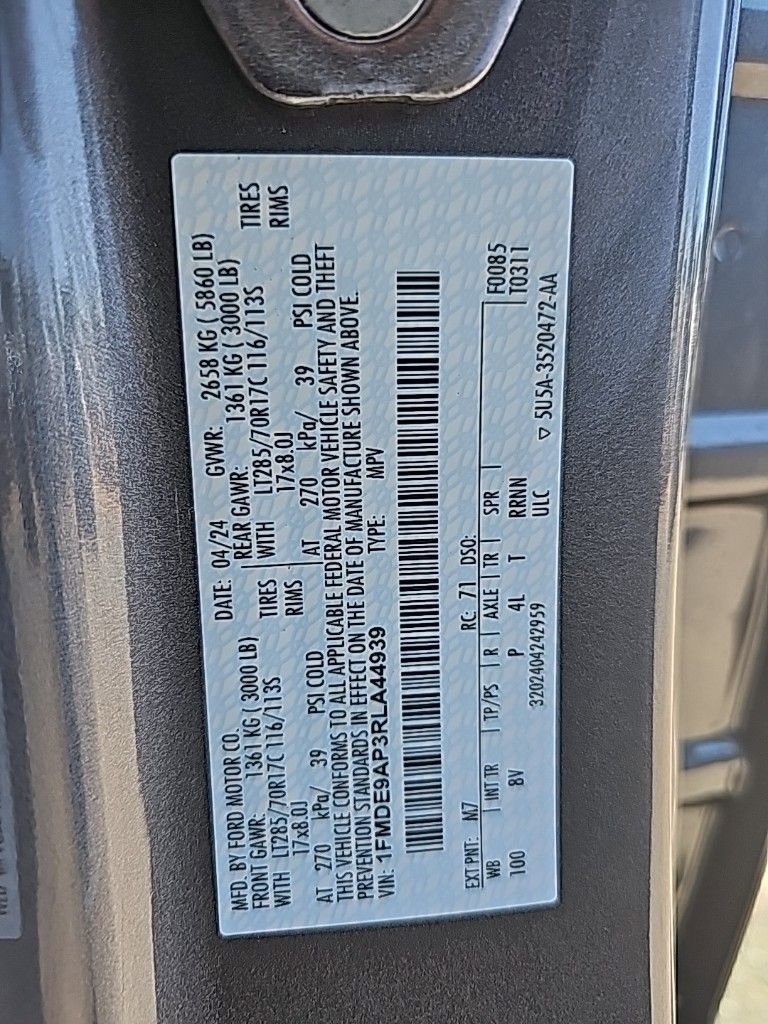 MFD. BY FORD MOTOR CO.
DATE: 04/24 GVWR: 2658 KG ( 5860 LB)
FRONT GAWR: 1361 KG ( 3000 LB) REAR GAWR: 1361 KG ( 3000 LB)
WITH LT285/70R17C 116/113S TIRES WITH LT285/70R17C 116/113S TIRES
17x8.0J RIMS 17x8.0J RIMS
AT 270 kPa/ 39 PSI COLD AT 270 kPa/ 39 PSI COLD
THIS VEHICLE CONFORMS TO ALL APPLICABLE FEDERAL MOTOR VEHICLE SAFETY AND THEFT
PREVENTION STANDARDS IN EFFECT ON THE DATE OF MANUFACTURE SHOWN ABOVE.
VIN: 1FMDE9AP3RLA44939 TYPE: MPV
EXT PNT: M7 RC: 71 DSO: F0085
WB INT TR TP/PS R AXLE TR SPR T0311
100 8V P 4L T RRNN
3202404242959 ULC ▽ 5U5A-3520472-AA